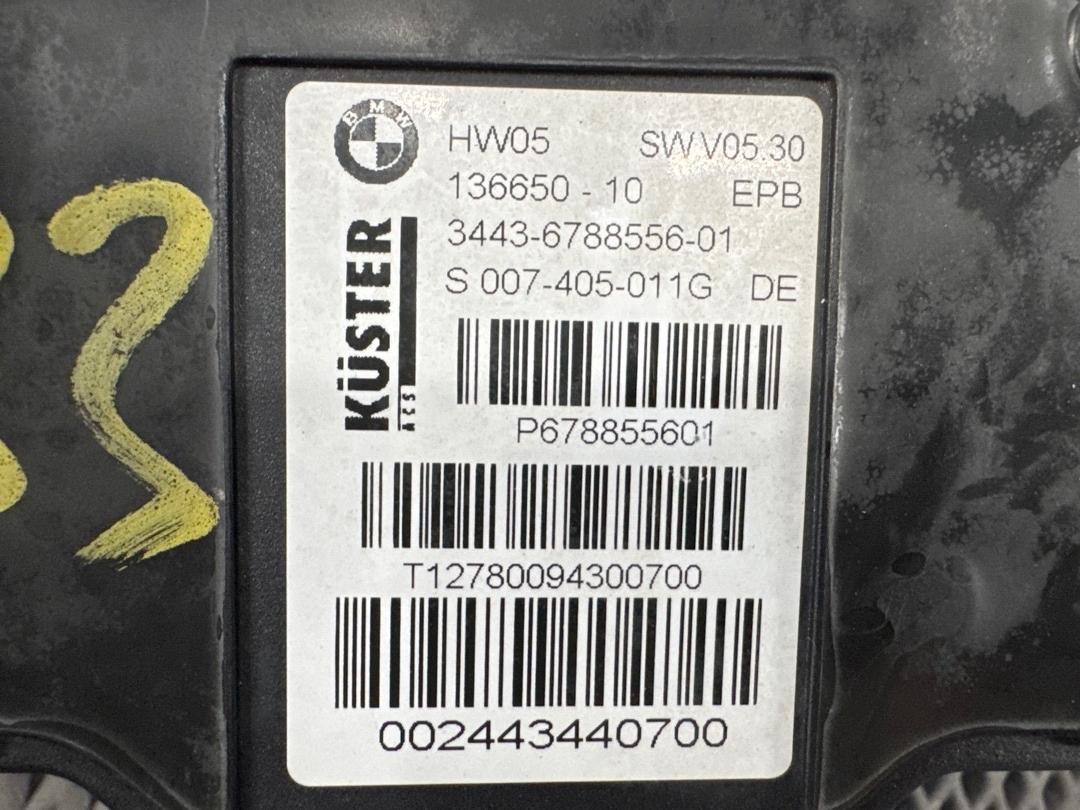 BMW
HW05 SW V05.30
136650 - 10 EPB
3443-6788556-01
S 007-405-011G DE
KÜSTER
ACS
P678855601
T12780094300700
002443440700